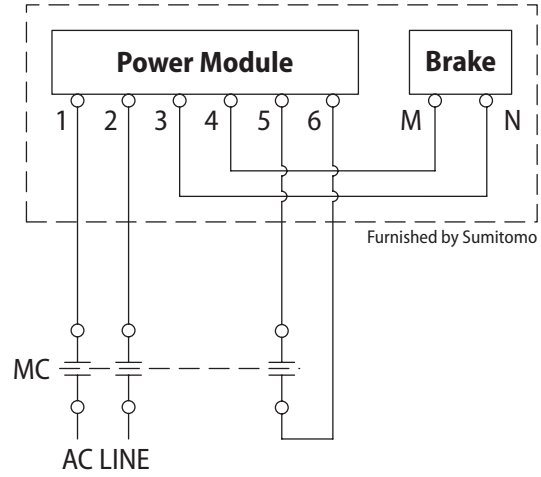 Power Module Brake
1 2 3 4 5 6 M N
Furnished by Sumitomo
MC
AC LINE